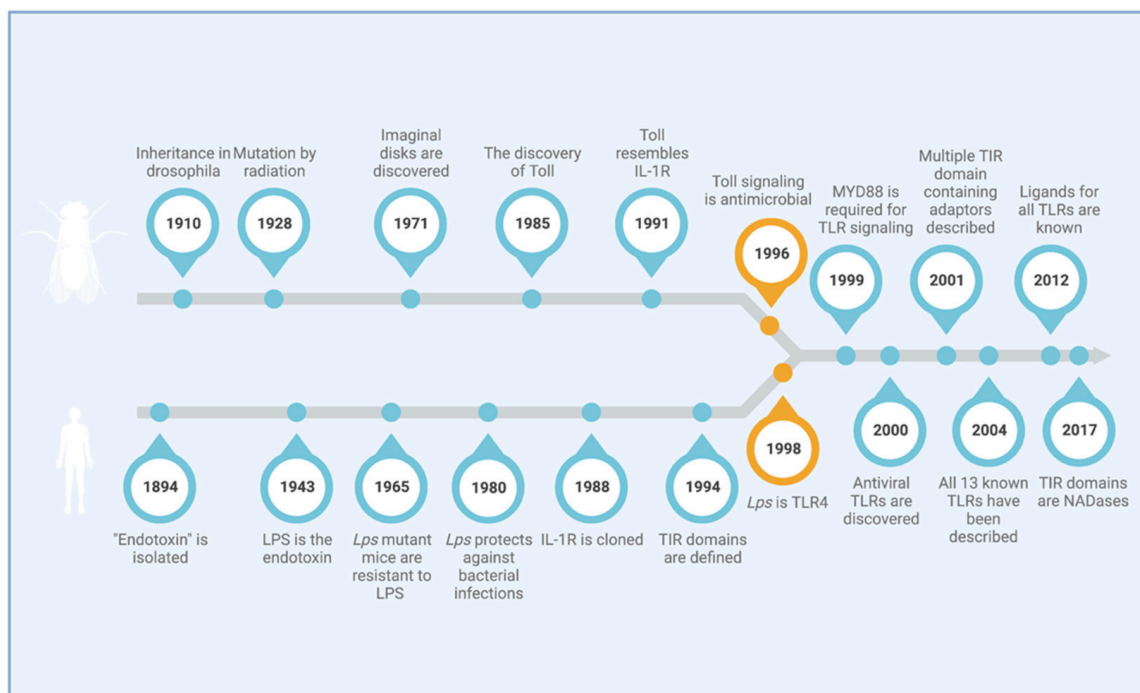 Inheritance in
drosophila
1910
Mutation by
radiation
1928
Imaginal
disks are
discovered
1971
The discovery
of Toll
1985
Toll
resembles
IL-1R
1991
Toll signaling
is antimicrobial
1996
MYD88 is
required for
TLR signaling
1999
Multiple TIR
domain
containing
adaptors
described
2001
Ligands for
all TLRs are
known
2012
1894
"Endotoxin" is
isolated
1943
LPS is the
endotoxin
1965
Lps mutant
mice are
resistant to
LPS
1980
Lps protects
against
bacterial
infections
1988
IL-1R is cloned
1994
TIR domains
are defined
1998
Lps is TLR4
2000
Antiviral
TLRs are
discovered
2004
All 13 known
TLRs have
been
described
2017
TIR domains
are NADases